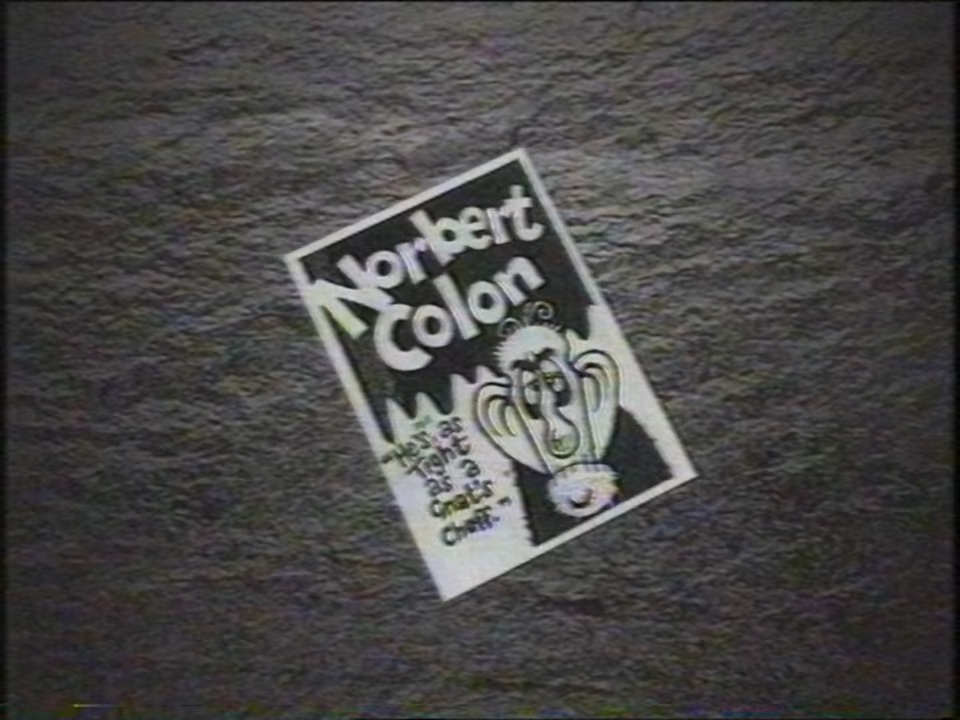 Norbert
Colon
"He's as
Tight
as a
Gnat's
Chuff."